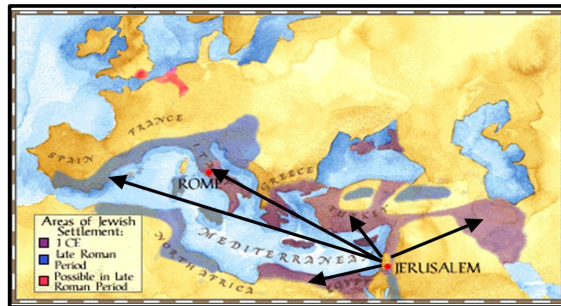 FRANCE
SPAIN
ITALY
ROME
GREECE
TURKEY
MEDITERRANEAN
NORTH AFRICA
EGYPT
JERUSALEM
Areas of Jewish
Settlement:
1 CE
Late Roman
Period
Possible in late
Roman Period